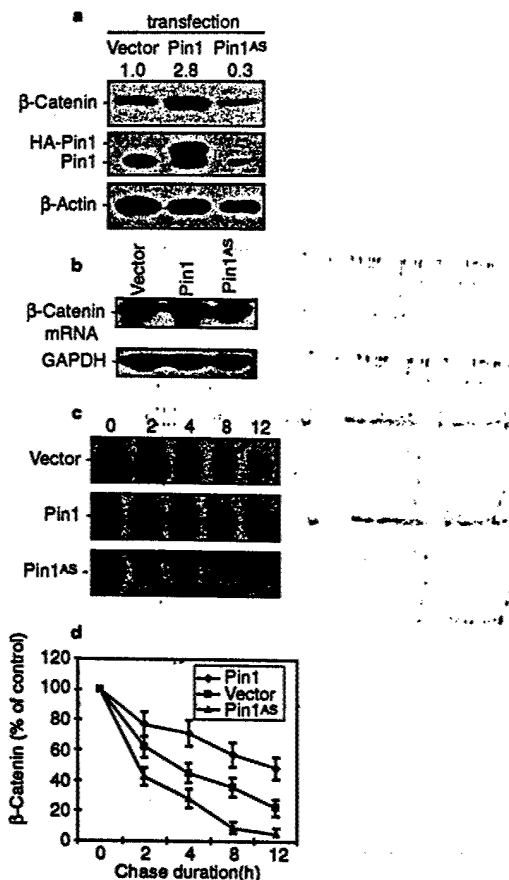 a
transfection
Vector Pin1 Pin1AS
1.0 2.8 0.3
β-Catenin
HA-Pin1
Pin1
β-Actin
b
Vector Pin1 Pin1AS
β-Catenin
mRNA
GAPDH
c
0 2 4 8 12
Vector
Pin1
Pin1AS
d
β-Catenin (% of control)
120
100
80
60
40
20
0
Pin1
Vector
Pin1AS
0 2 4 8 12
Chase duration(h)